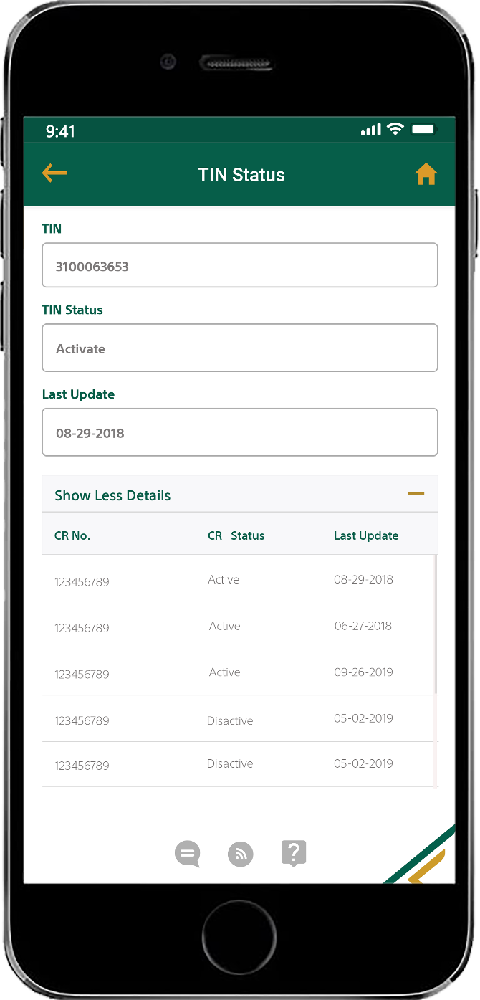 9:41
TIN Status
TIN
3100063653
TIN Status
Activate
Last Update
08-29-2018
Show Less Details
CR No. CR Status Last Update
123456789 Active 08-29-2018
123456789 Active 06-27-2018
123456789 Active 09-26-2019
123456789 Disactive 05-02-2019
123456789 Disactive 05-02-2019
?